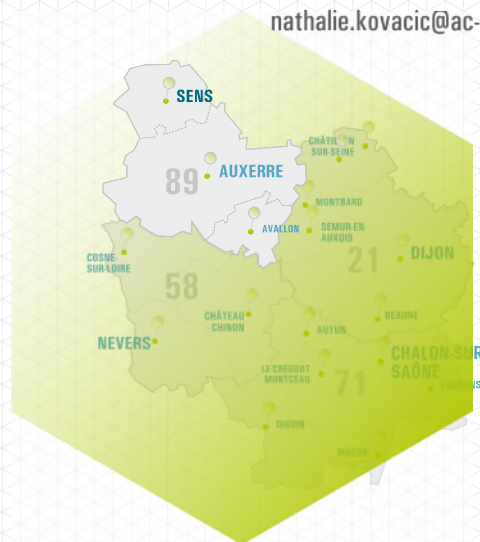 nathalie.kovacic@ac-
SENS
CHÂTILLON
SUR-SEINE
89
AUXERRE
MONTBARD
AVALLON
SEMUR-EN-
AUXOIS
21
DIJON
COSNE-
SUR-LOIRE
58
CHÂTEAU
CHINON
BEAUNE
AUTUN
NEVERS
CHALON-SUR
SAÔNE
LE CREUSOT
MONTCEAU
71
DIGOIN
MÂCON